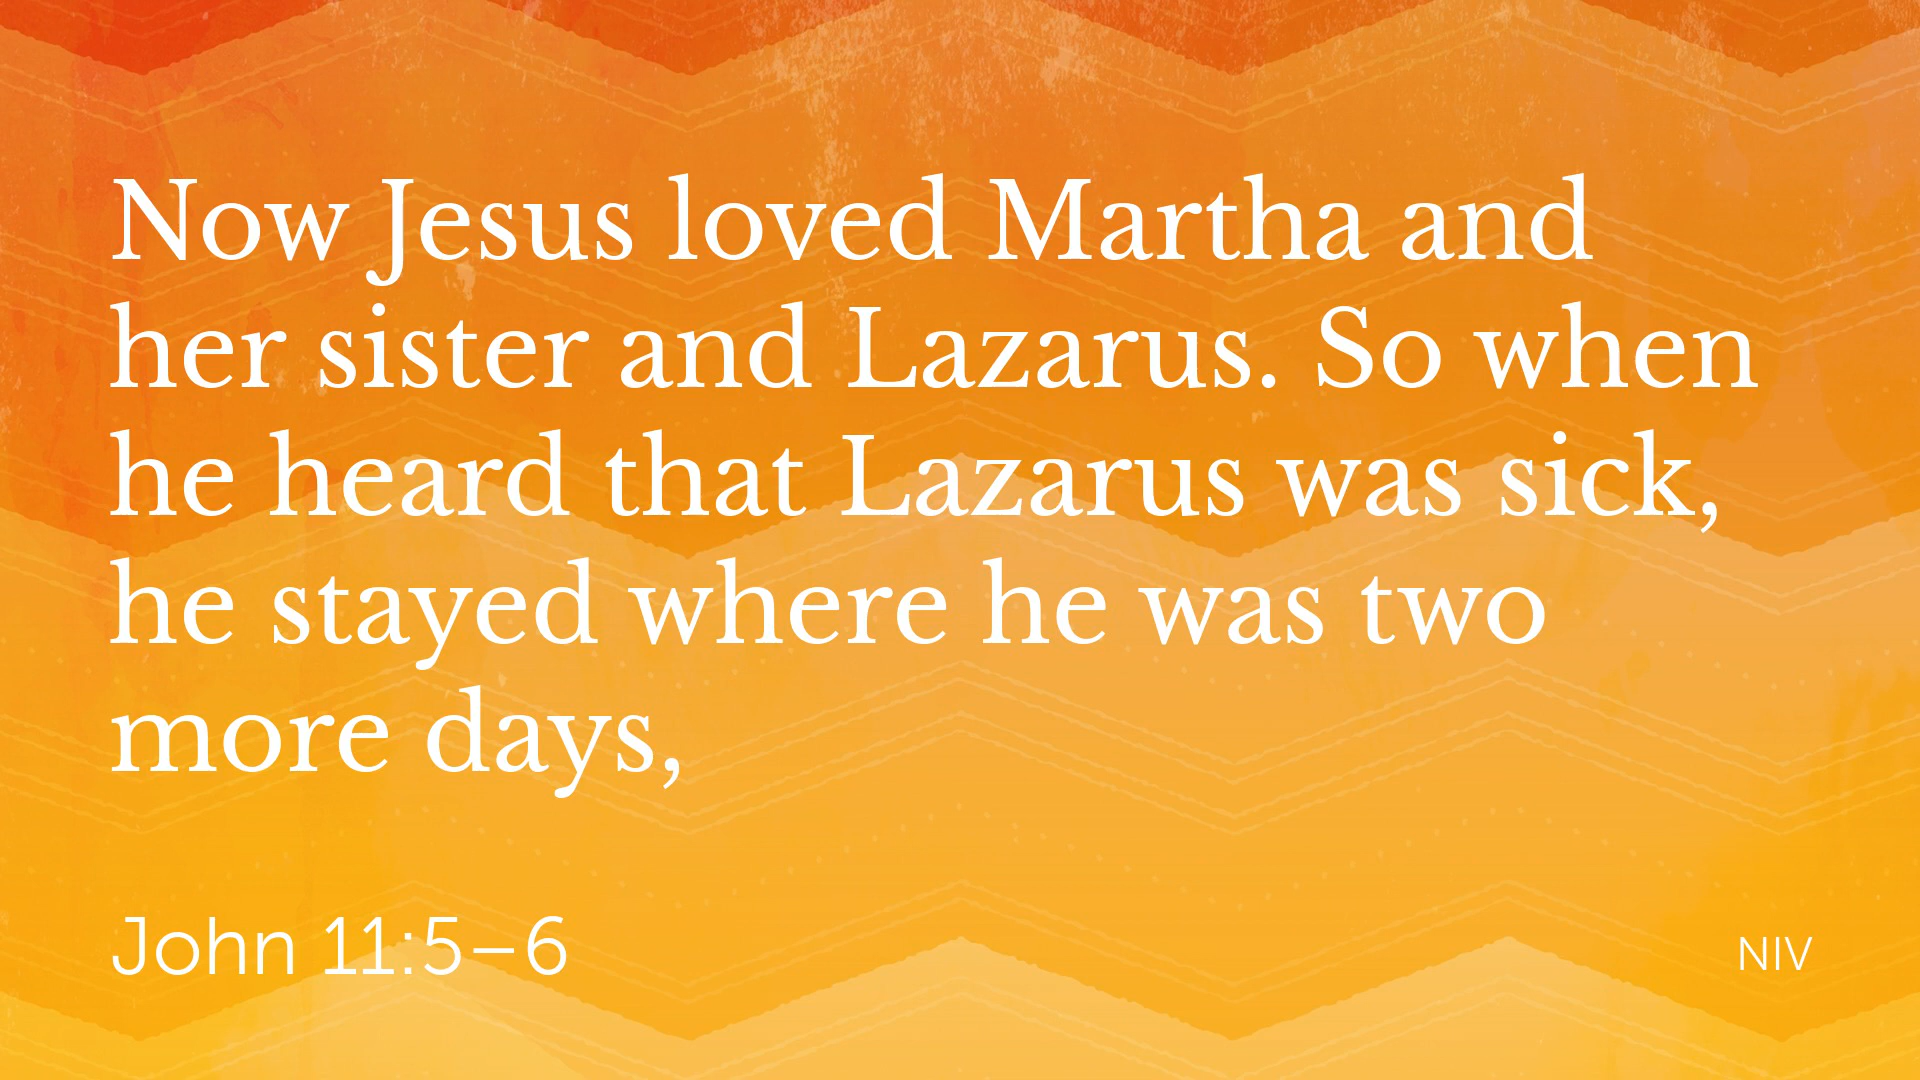 Now Jesus loved Martha and
her sister and Lazarus. So when
he heard that Lazarus was sick,
he stayed where he was two
more days,
John 11:5–6
NIV